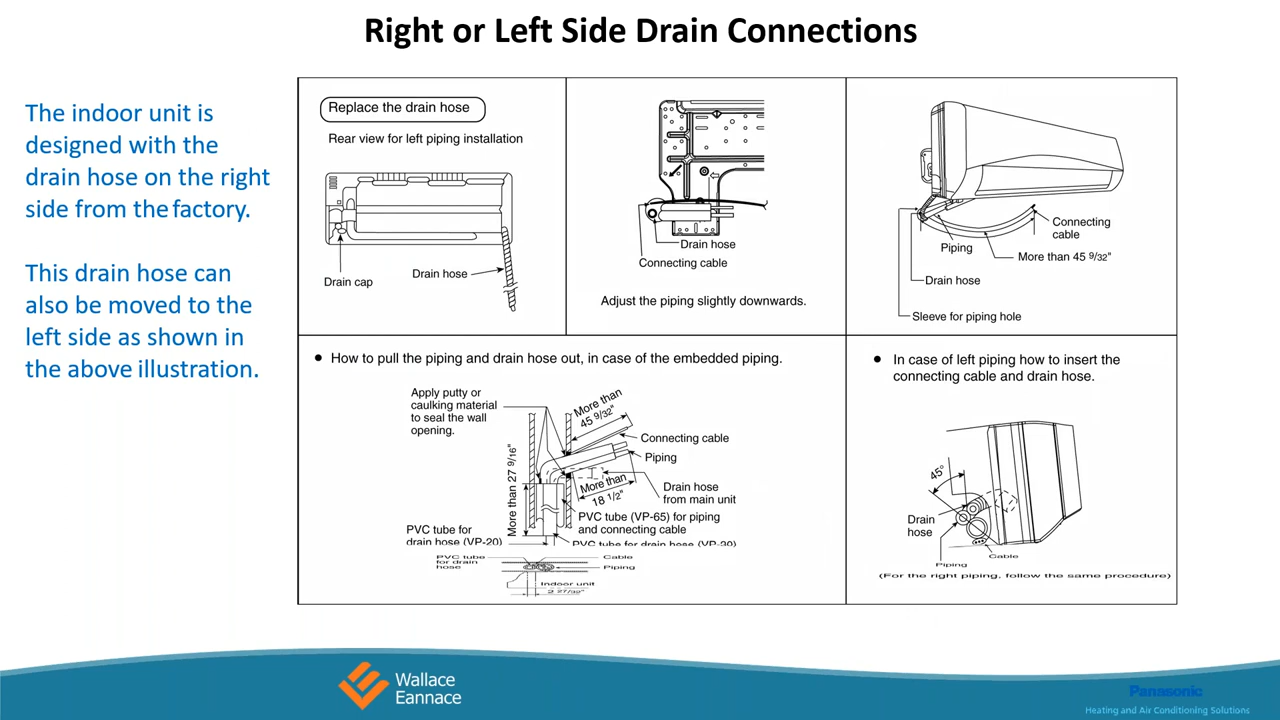 Right or Left Side Drain Connections
The indoor unit is
designed with the
drain hose on the right
side from the factory.
This drain hose can
also be moved to the
left side as shown in
the above illustration.
Replace the drain hose
Rear view for left piping installation
Drain cap
Drain hose
Drain hose
Connecting cable
Adjust the piping slightly downwards.
Connecting
cable
Piping
More than 45 9/32"
Drain hose
Sleeve for piping hole
● How to pull the piping and drain hose out, in case of the embedded piping.
Apply putty or
caulking material
to seal the wall
opening.
More than
45 9/32"
Connecting cable
Piping
More than 27 9/16"
More than
18 1/2"
Drain hose
from main unit
PVC tube (VP-65) for piping
and connecting cable
PVC tube for
drain hose (VP-20)
PVC tube for drain hose (VP-20)
PVC tube
for drain
hose
Cable
Piping
Indoor unit
2 27/32"
● In case of left piping how to insert the
connecting cable and drain hose.
45°
Drain
hose
Cable
Piping
(For the right piping, follow the same procedure)
Wallace
Eannace
Panasonic
Heating and Air Conditioning Solutions